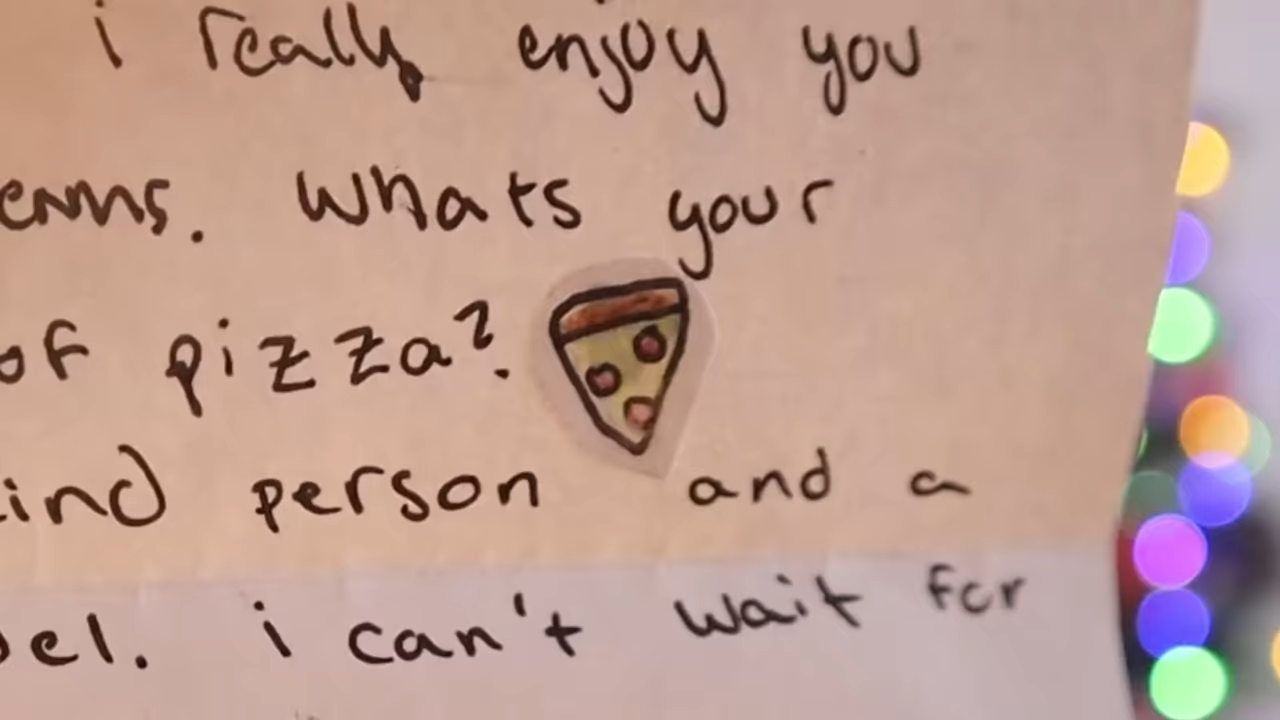 i really enjoy you
whats your
of pizza?
person and a
i can't wait for